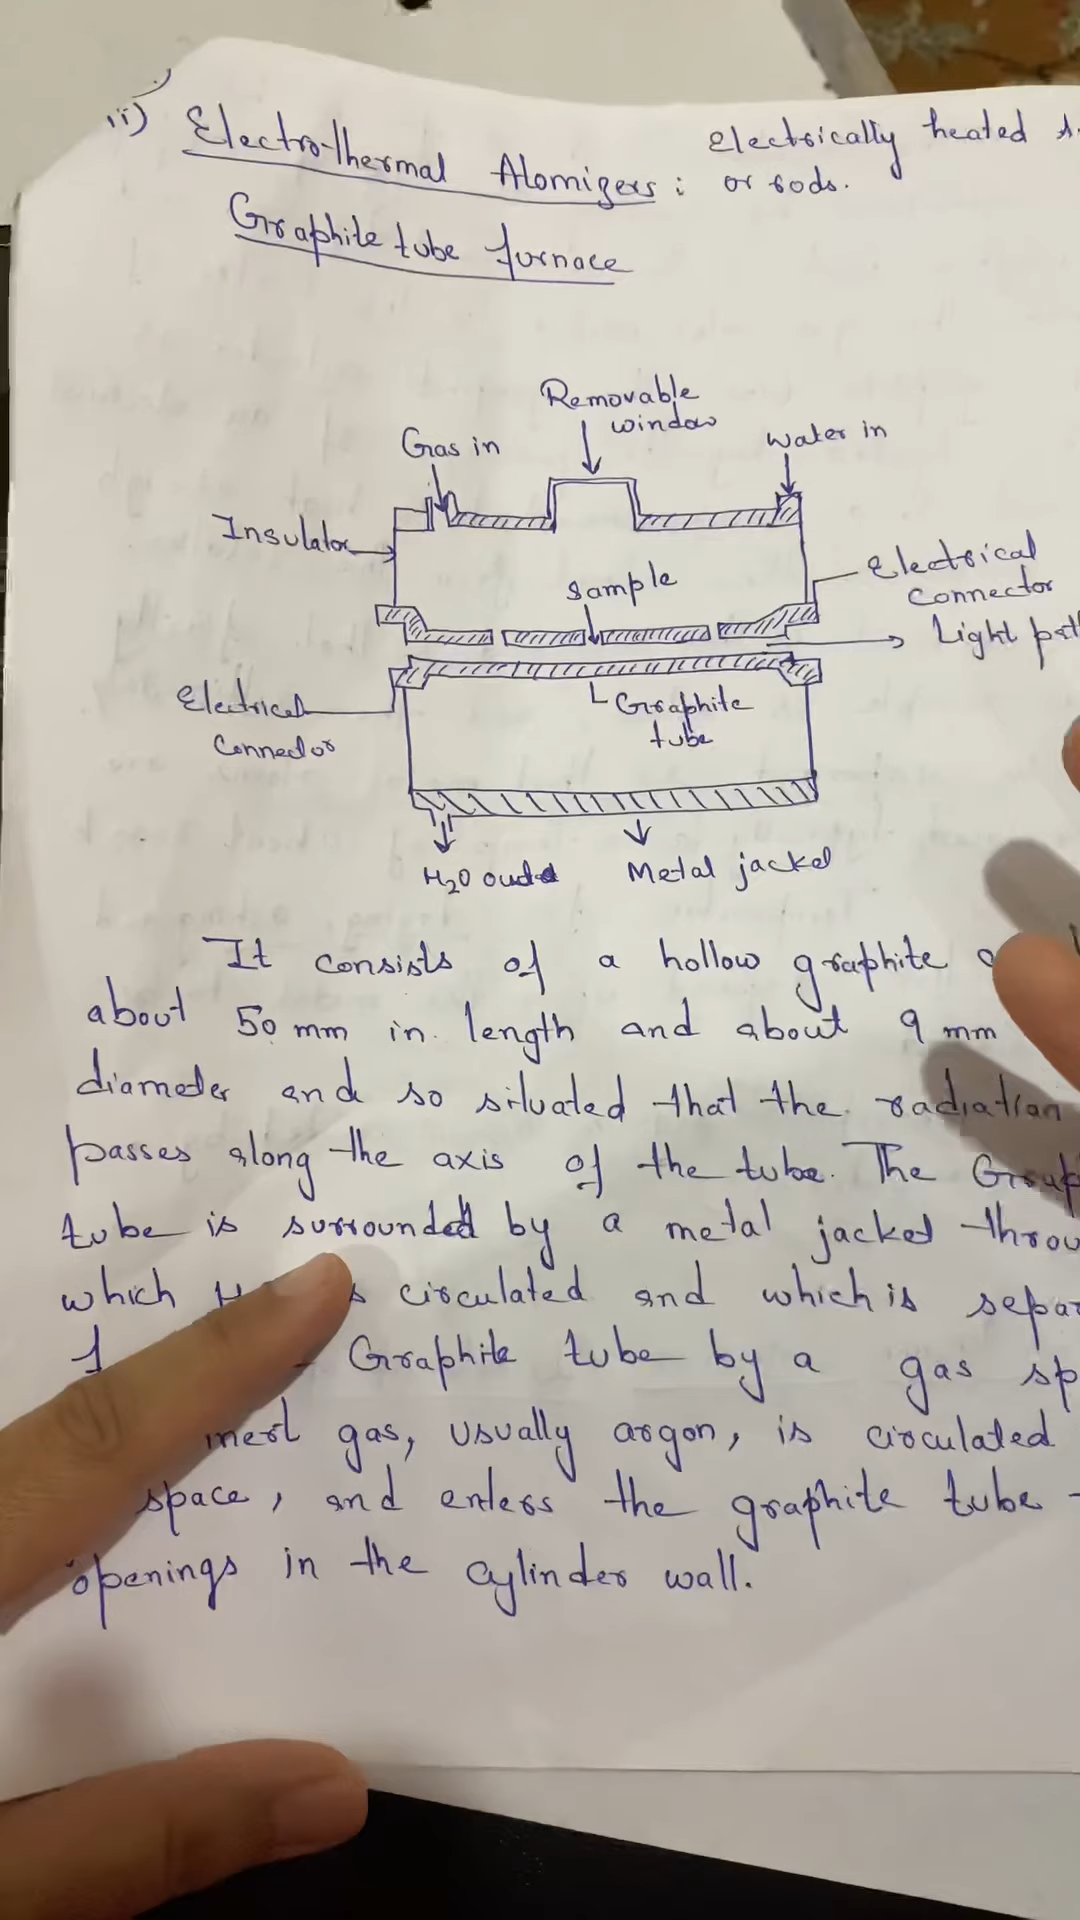 ii) Electro-thermal Atomizers: Electrically heated
or rods.
Graphite tube furnace
Removable
window
Gas in
Water in
Insulator
Sample
Electrical
Connector
Light path
Electrical
Connector
Graphite
tube
H2O out
Metal jacket
It consists of a hollow graphite
about 50 mm in length and about 9 mm
diameter and so situated that the radiation
passes along the axis of the tube. The
tube is surrounded by a metal jacket
which circulated and which is
Graphite tube by a gas
inert gas, usually argon, is circulated
space, and enters the graphite tube
openings in the cylinder wall.